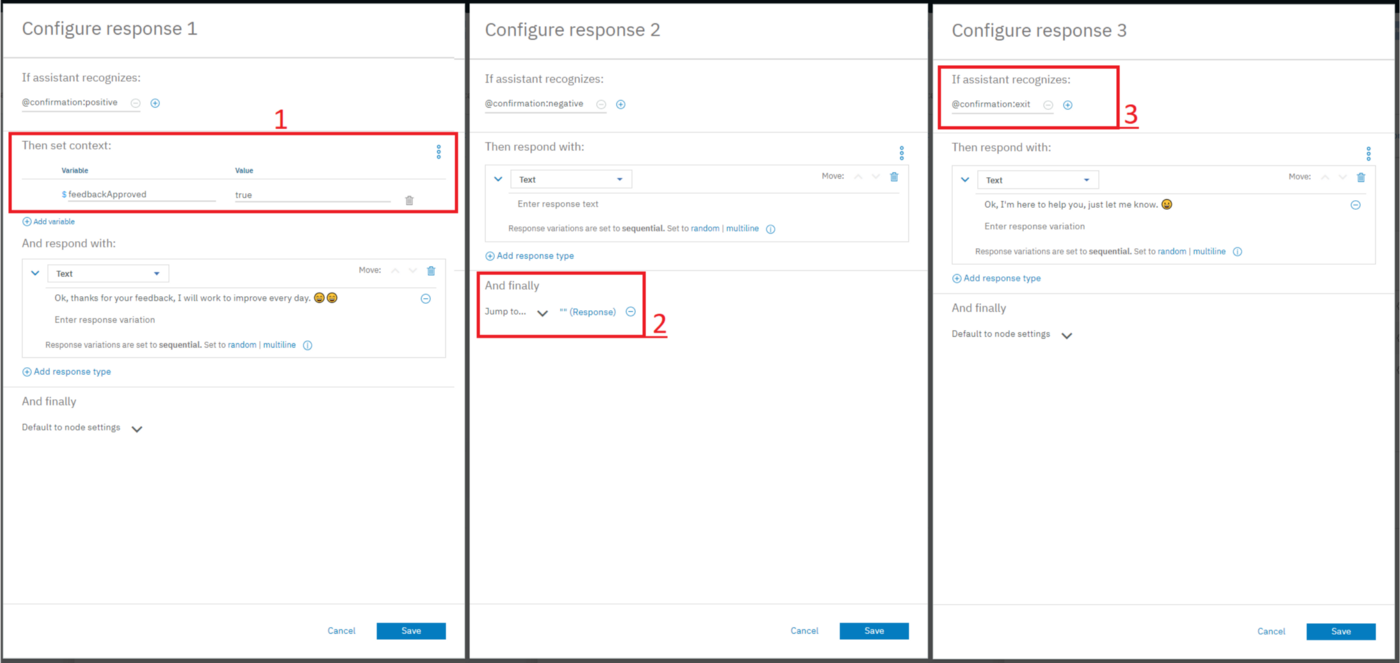 Configure response 1
If assistant recognizes:
@confirmation:positive
1
Then set context:
Variable Value
$feedbackApproved true
Add variable
And respond with:
Text Move:
Ok, thanks for your feedback, I will work to improve every day. 😀😀
Enter response variation
Response variations are set to sequential. Set to random | multiline
Add response type
And finally
Default to node settings
Cancel Save
Configure response 2
If assistant recognizes:
@confirmation:negative
Then respond with:
Text Move:
Enter response text
Response variations are set to sequential. Set to random | multiline
Add response type
And finally
Jump to... "" (Response)
2
Cancel Save
Configure response 3
If assistant recognizes:
@confirmation:exit
3
Then respond with:
Text Move:
Ok, I'm here to help you, just let me know. 😀
Enter response variation
Response variations are set to sequential. Set to random | multiline
Add response type
And finally
Default to node settings
Cancel Save